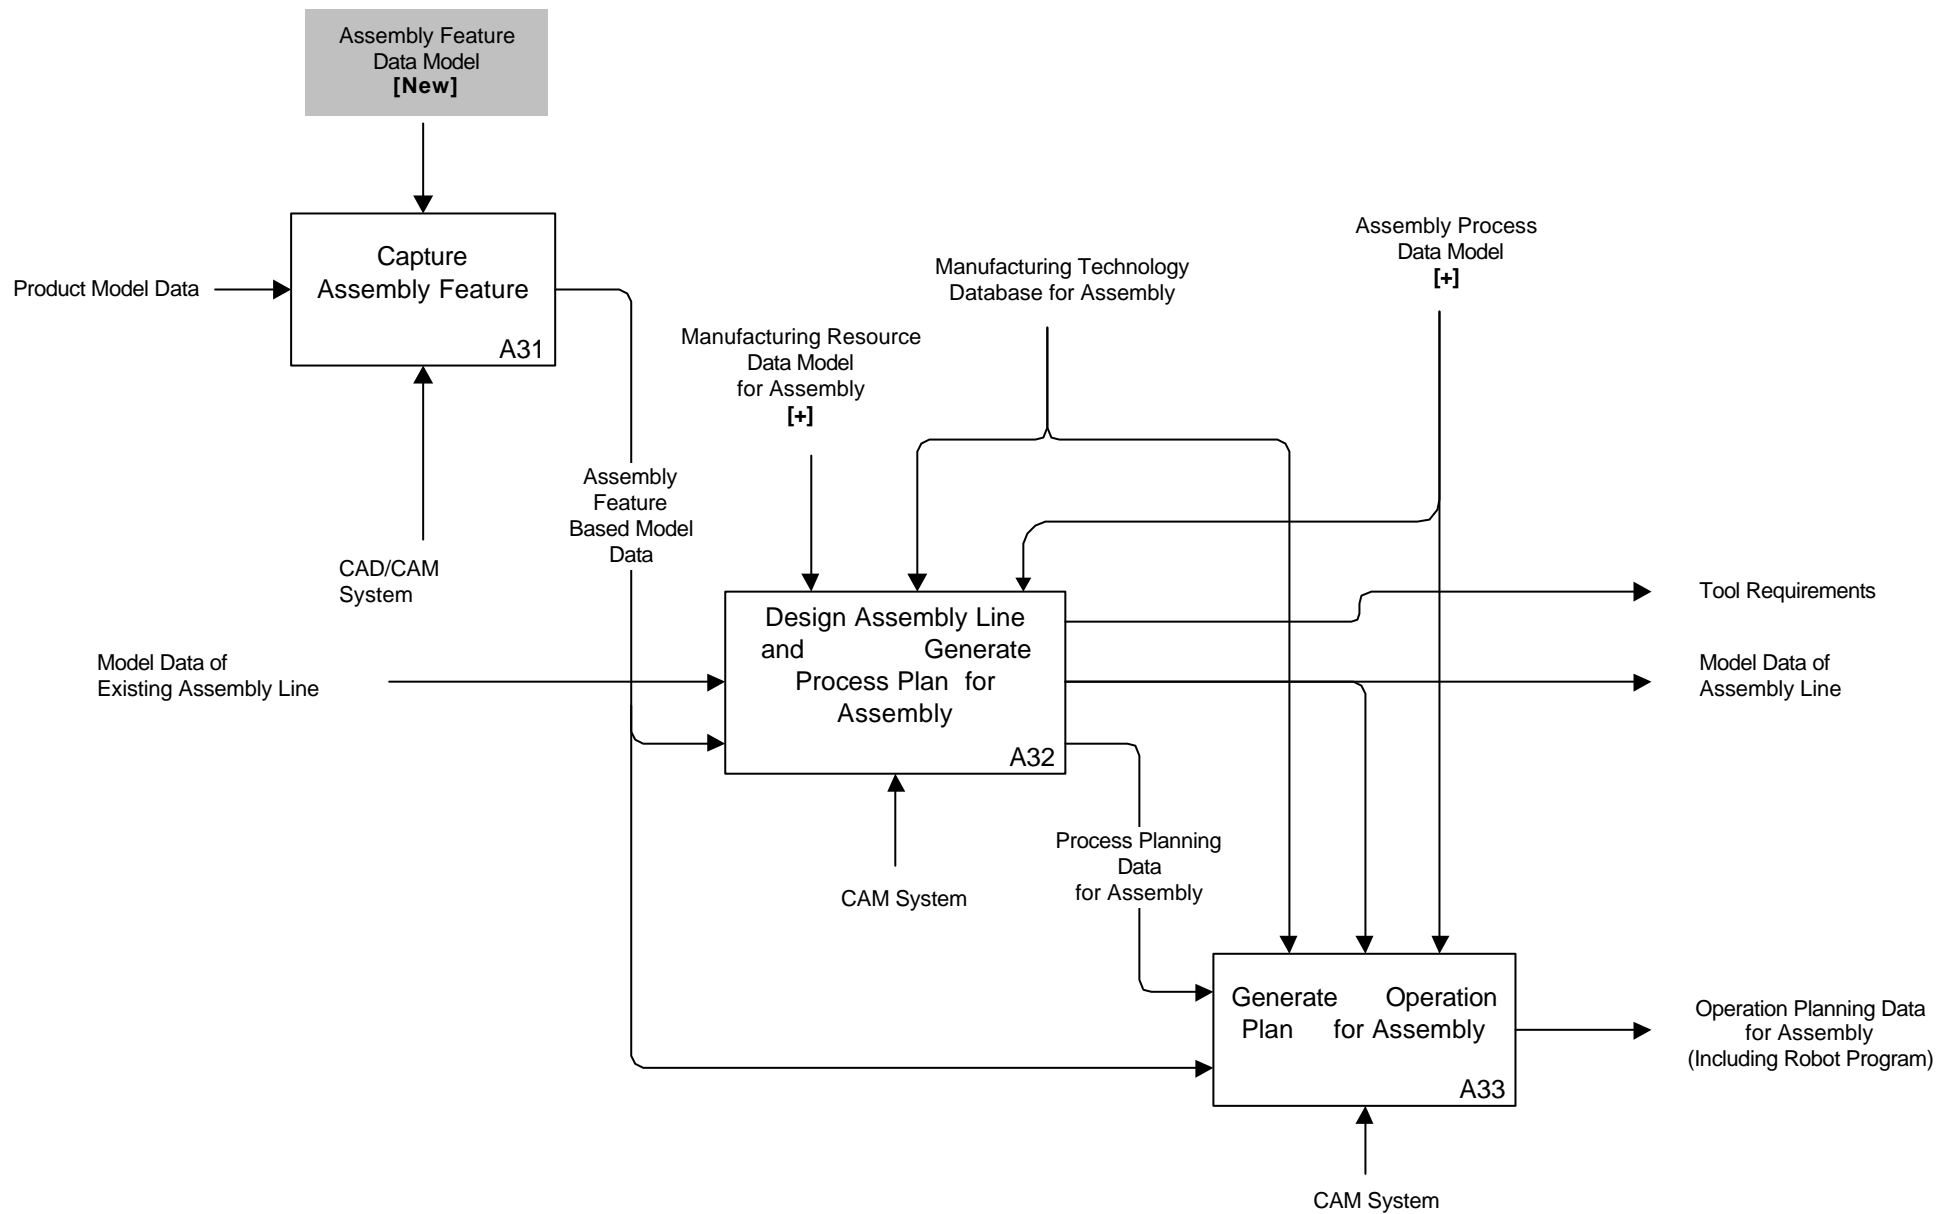 Assembly Feature
Data Model
[New]
Capture
Assembly Feature
A31
Product Model Data
CAD/CAM
System
Assembly
Feature
Based Model
Data
Manufacturing Resource
Data Model
for Assembly
[+]
Manufacturing Technology
Database for Assembly
Assembly Process
Data Model
[+]
Model Data of
Existing Assembly Line
Design Assembly Line
and Generate
Process Plan for
Assembly
A32
CAM System
Tool Requirements
Model Data of
Assembly Line
Process Planning
Data
for Assembly
Generate Operation
Plan for Assembly
A33
CAM System
Operation Planning Data
for Assembly
(Including Robot Program)